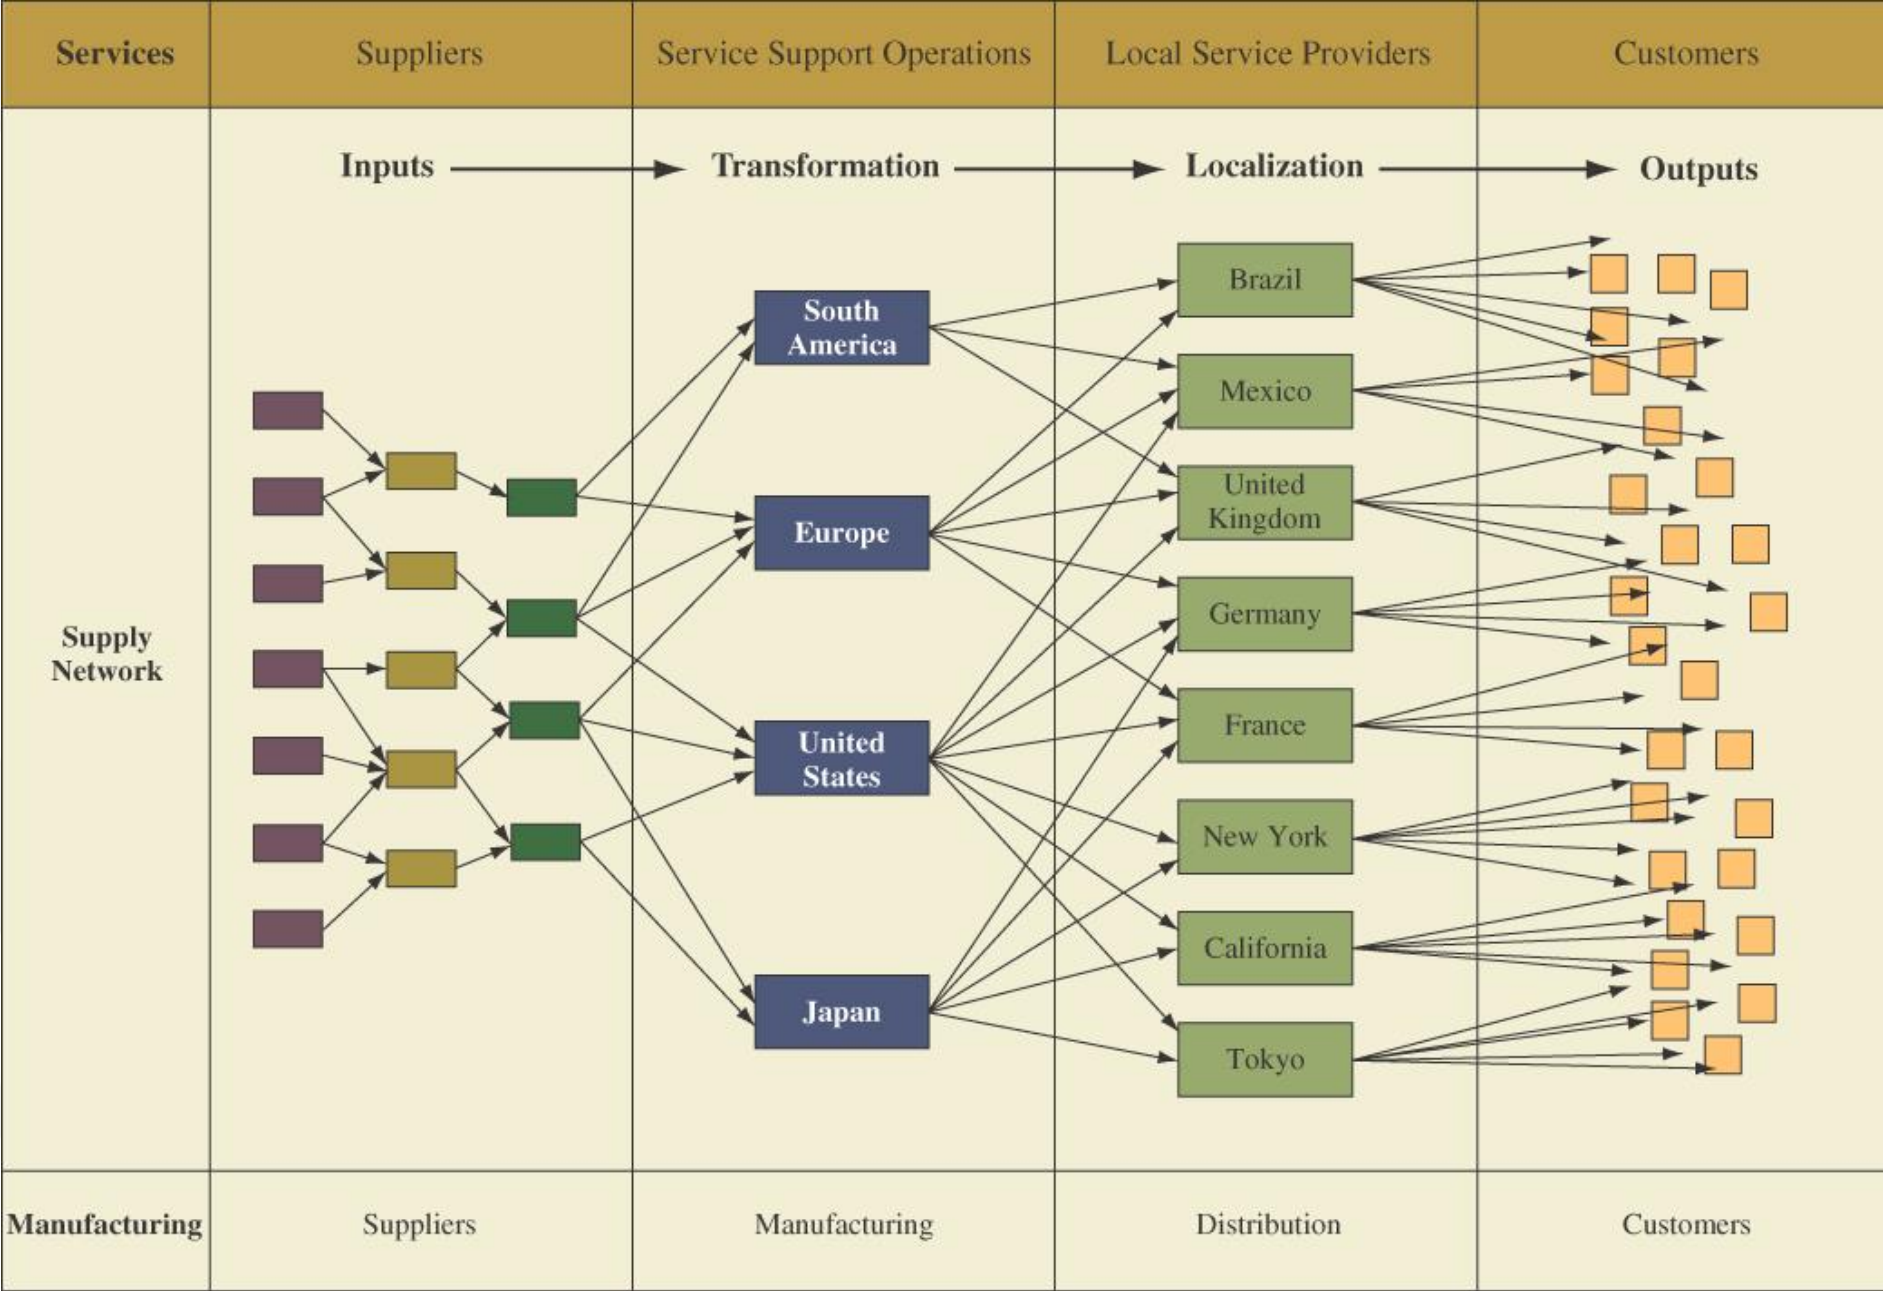 Services
Suppliers
Service Support Operations
Local Service Providers
Customers
Inputs
Transformation
Localization
Outputs
Supply
Network
South
America
Europe
United
States
Japan
Brazil
Mexico
United
Kingdom
Germany
France
New York
California
Tokyo
Manufacturing
Suppliers
Manufacturing
Distribution
Customers